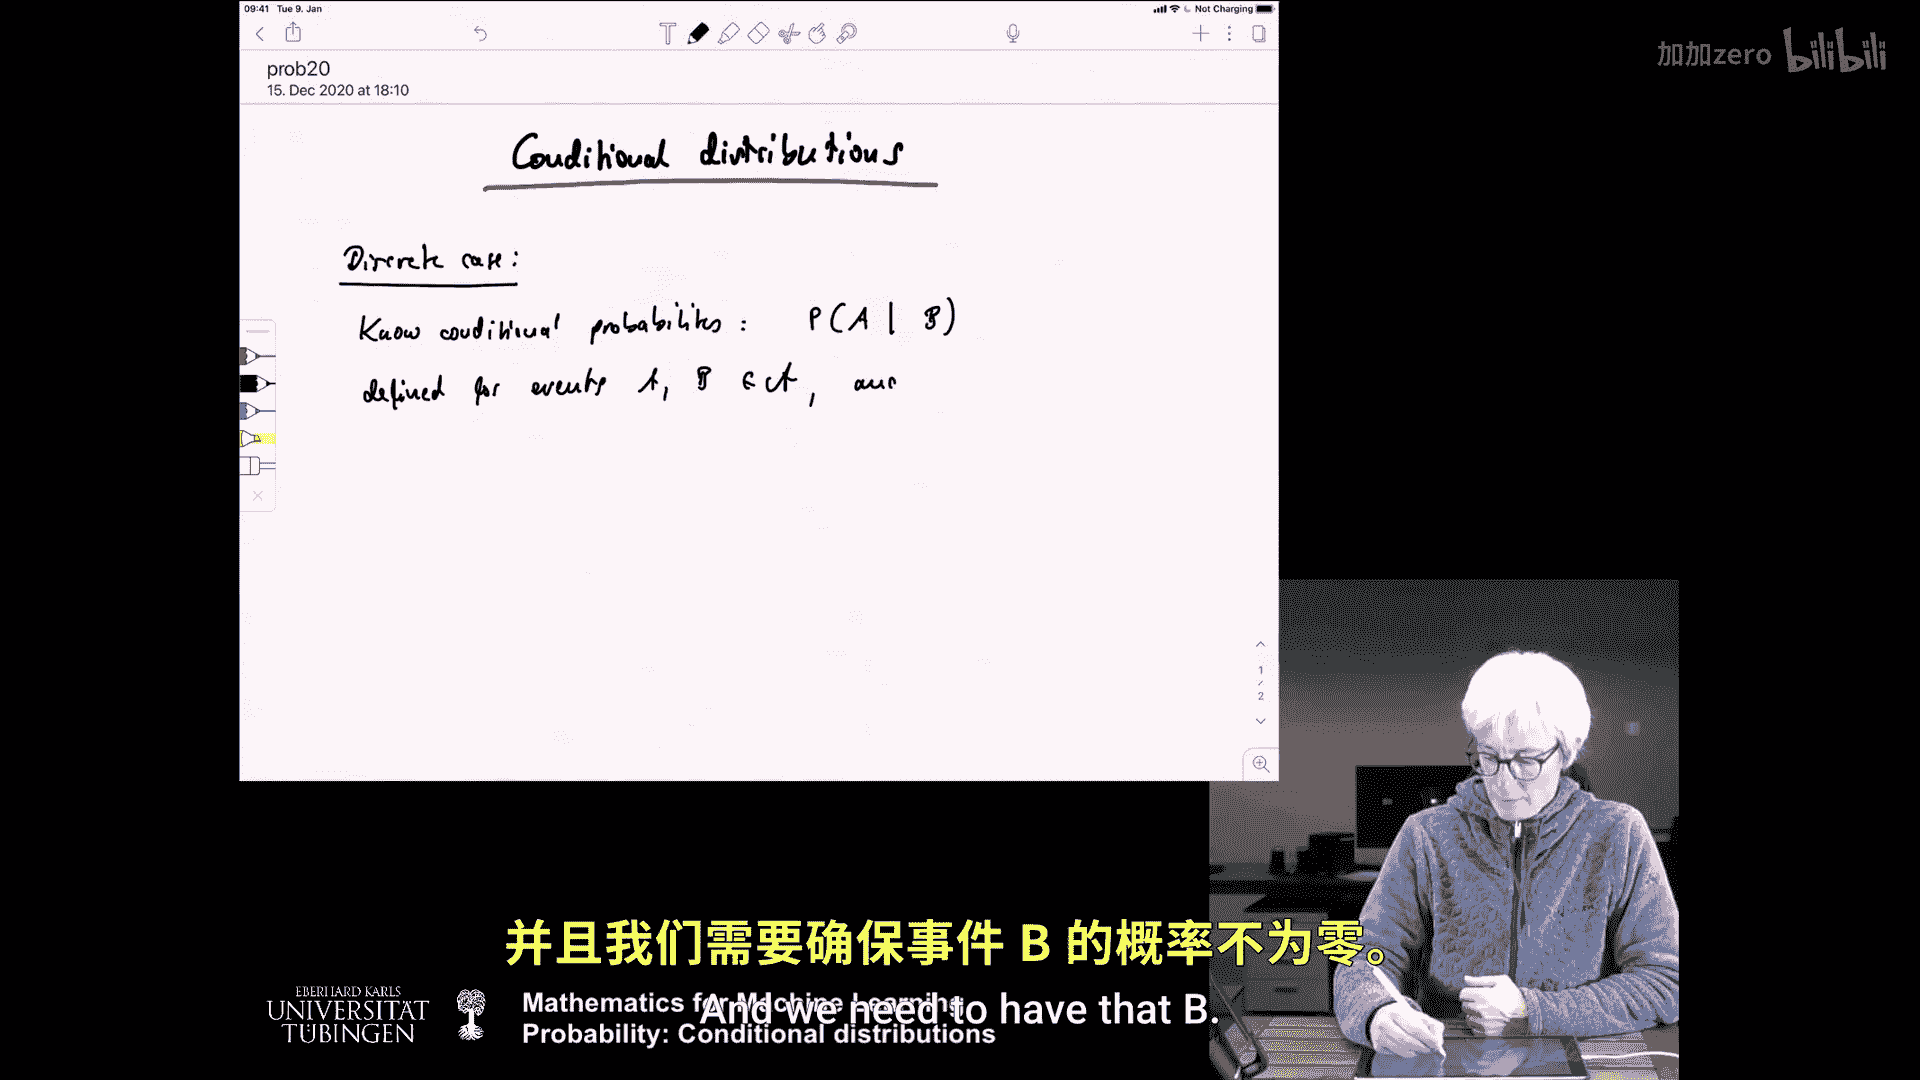 09:41 Tue 9. Jan
Not Charging
加加zero bilibili
prob20
15. Dec 2020 at 18:10
Conditional distributions
Discrete case:
Know conditional probabilities : P(A | B)
defined for events A, B ∈ A, and
1
2
并且我们需要确保事件 B 的概率不为零。
And we need to have that B.
EBERHARD KARLS
UNIVERSITÄT
TÜBINGEN
Mathematics for Machine Learning
Probability: Conditional distributions